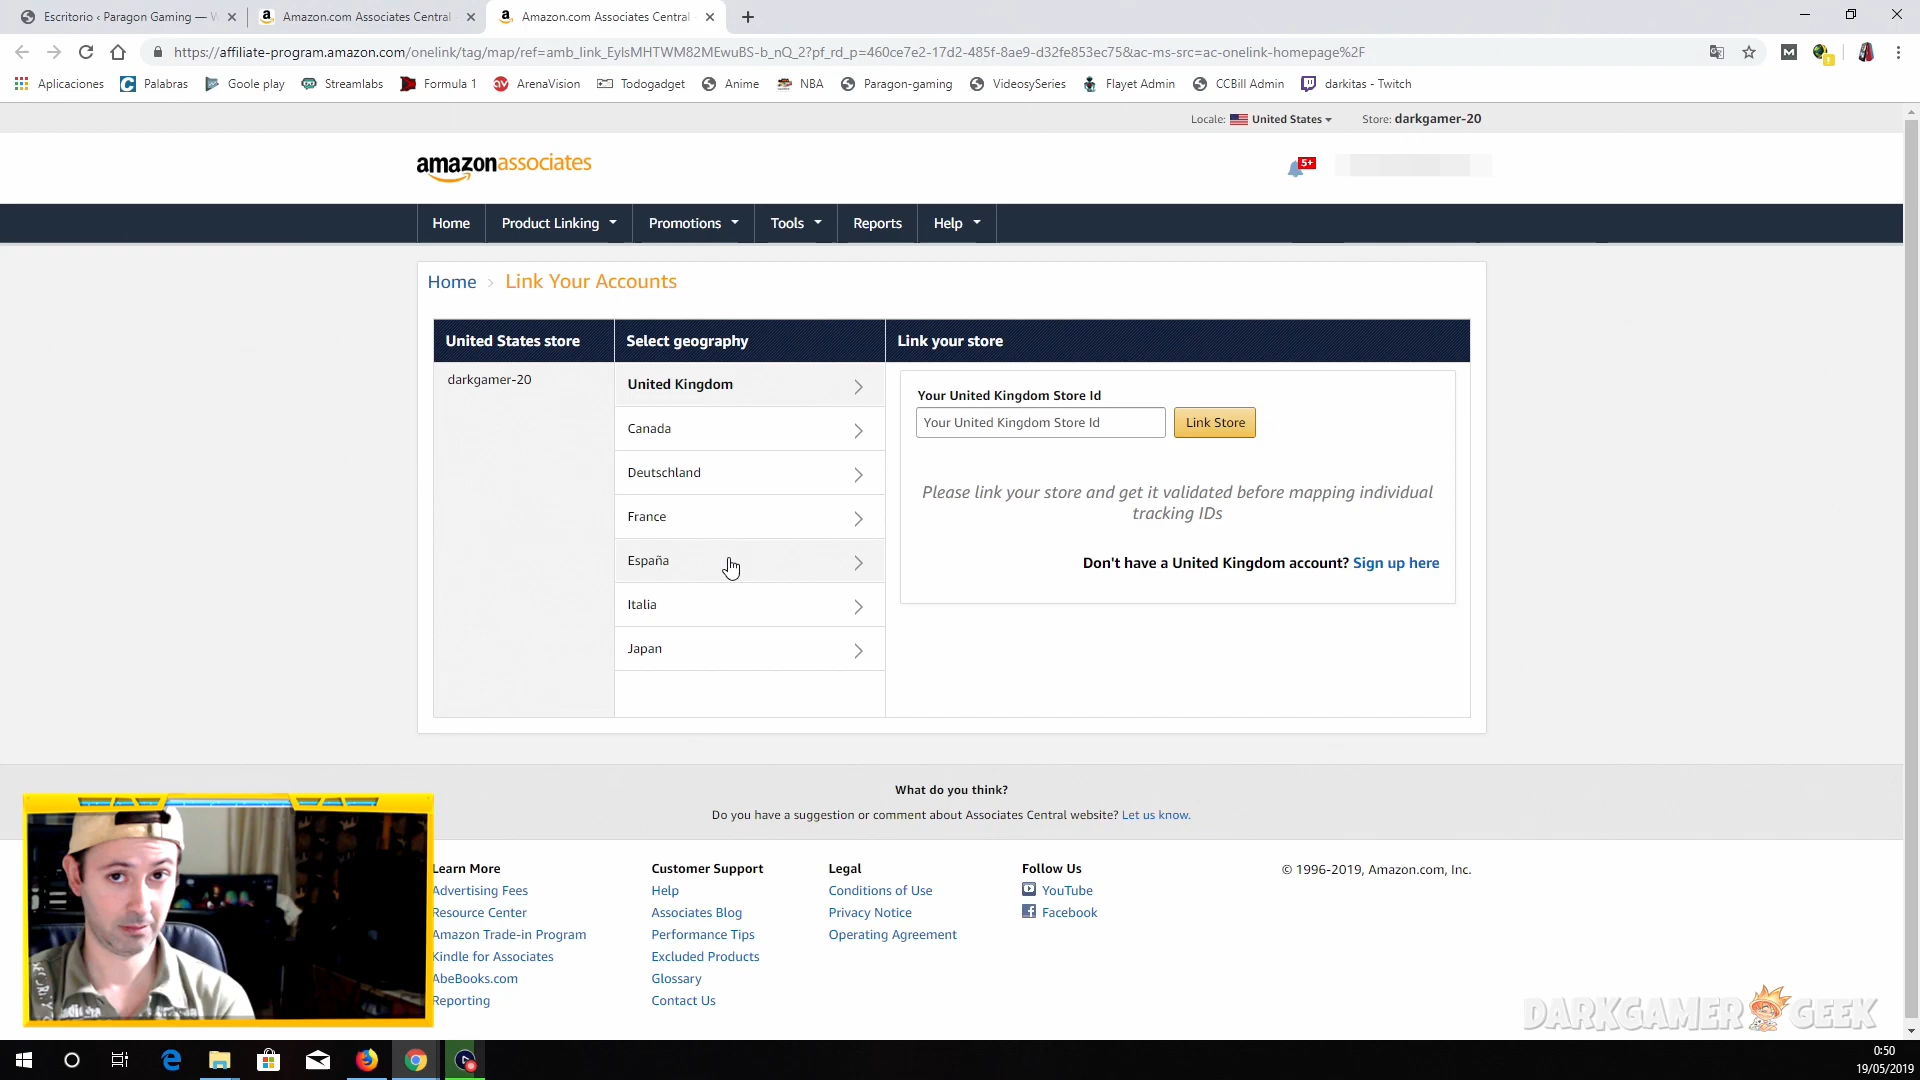 Escritorio ‹ Paragon Gaming — W
Amazon.com Associates Central
Amazon.com Associates Central
https://affiliate-program.amazon.com/onelink/tag/map/ref=amb_link_EylsMHTWM82MEwuBS-b_nQ_2?pf_rd_p=460ce7e2-17d2-485f-8ae9-d32fe853ec75&ac-ms-src=ac-onelink-homepage%2F
Aplicaciones Palabras Goole play Streamlabs Formula 1 ArenaVision Todogadget Anime NBA Paragon-gaming VideosySeries Flayet Admin CCBill Admin darkitas - Twitch
Locale: United States Store: darkgamer-20
amazonassociates
5+
Home Product Linking Promotions Tools Reports Help
Home › Link Your Accounts
United States store Select geography Link your store
darkgamer-20
United Kingdom
Canada
Deutschland
France
España
Italia
Japan
Your United Kingdom Store Id
Your United Kingdom Store Id Link Store
Please link your store and get it validated before mapping individual
tracking IDs
Don't have a United Kingdom account? Sign up here
What do you think?
Do you have a suggestion or comment about Associates Central website? Let us know.
Learn More
Advertising Fees
Resource Center
Amazon Trade-in Program
Kindle for Associates
AbeBooks.com
Reporting
Customer Support
Help
Associates Blog
Performance Tips
Excluded Products
Glossary
Contact Us
Legal
Conditions of Use
Privacy Notice
Operating Agreement
Follow Us
YouTube
Facebook
© 1996-2019, Amazon.com, Inc.
DARKGAMER GEEK
0:50
19/05/2019